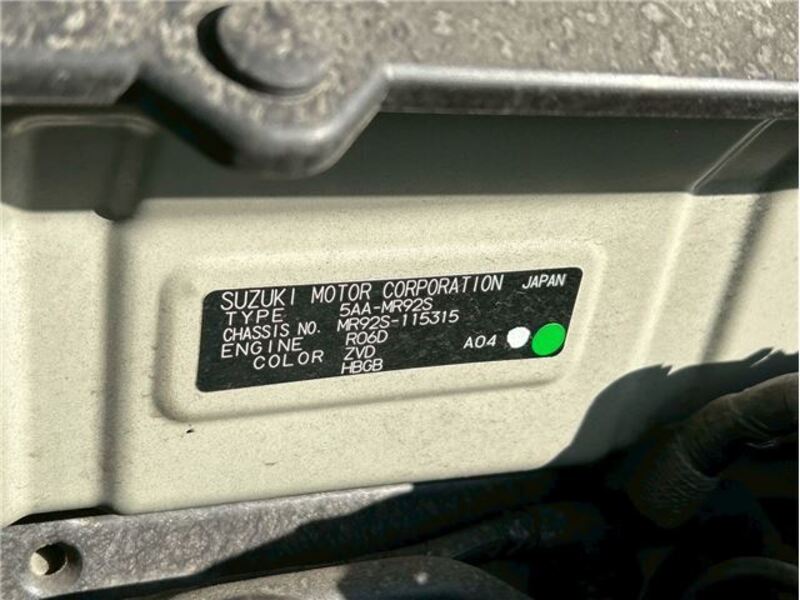 SUZUKI MOTOR CORPORATION JAPAN
TYPE 5AA-MR92S
CHASSIS NO. MR92S-115315
ENGINE R06D
COLOR ZVD A04
HBGB